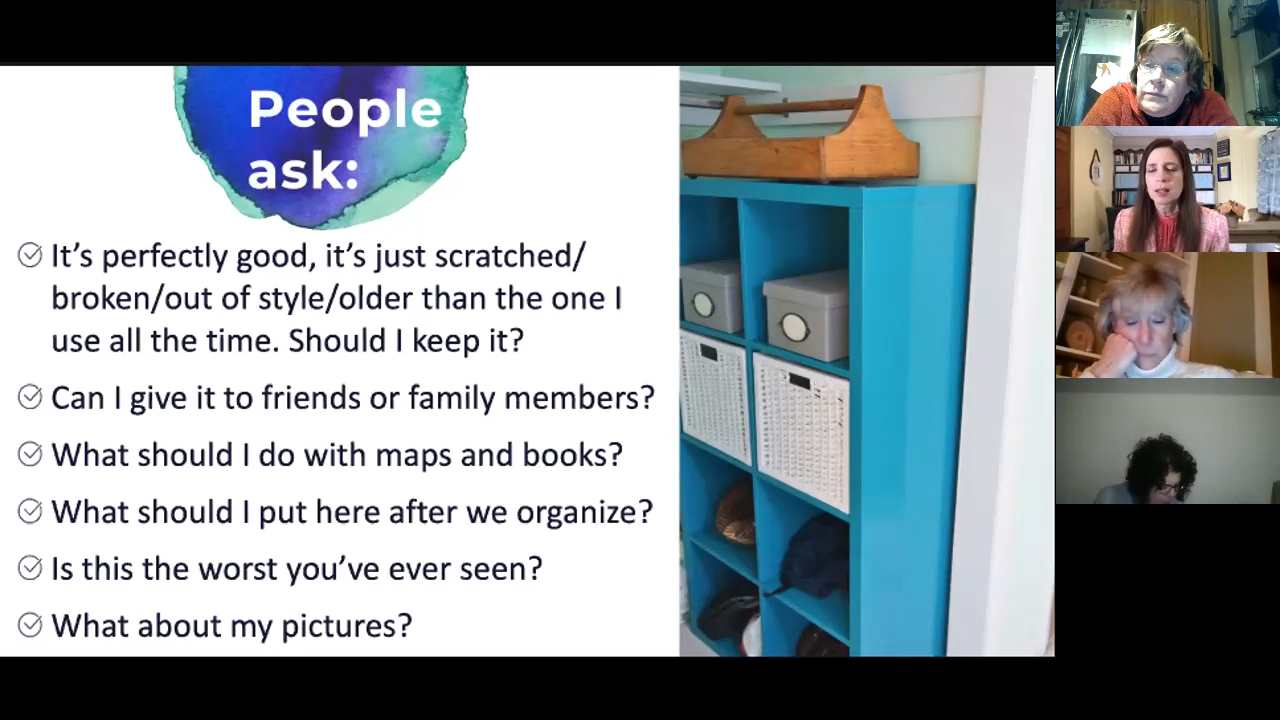 People
ask:
It’s perfectly good, it’s just scratched/
broken/out of style/older than the one I
use all the time. Should I keep it?
Can I give it to friends or family members?
What should I do with maps and books?
What should I put here after we organize?
Is this the worst you’ve ever seen?
What about my pictures?